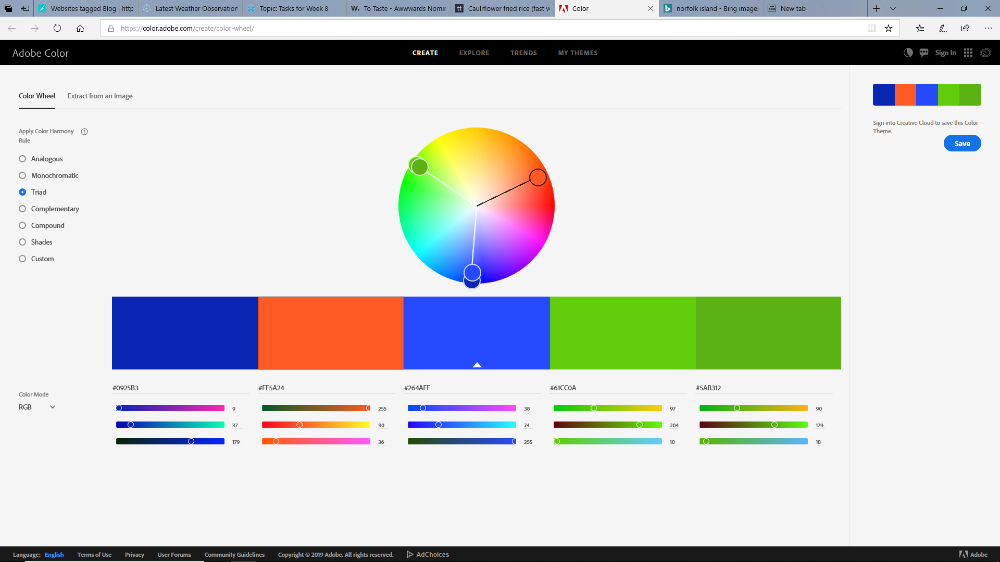 Websites tagged Blog | http
Latest Weather Observation
Topic: Tasks for Week 8
W. To Taste - Awwwards Nomin
tt Cauliflower fried rice (fast ve
Color
norfolk island - Bing images
New tab
https://color.adobe.com/create/color-wheel/
Adobe Color
CREATE
EXPLORE
TRENDS
MY THEMES
Sign In
Color Wheel
Extract from an Image
Apply Color Harmony
Rule
?
Analogous
Monochromatic
Triad
Complementary
Compound
Shades
Custom
Sign into Creative Cloud to save this Color
Theme.
Save
Color Mode
RGB
#0925B3
#FF5A24
#264AFF
#61CC0A
#5AB312
9
255
38
97
90
37
90
74
204
179
179
36
255
10
18
Language: English
Terms of Use
Privacy
User Forums
Community Guidelines
Copyright © 2019 Adobe. All rights reserved.
AdChoices
Adobe